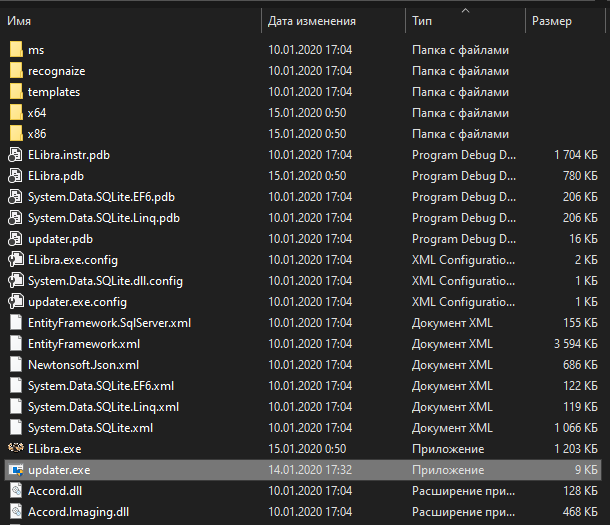 Имя Дата изменения Тип Размер
ms 10.01.2020 17:04 Папка с файлами
recognaize 10.01.2020 17:04 Папка с файлами
templates 10.01.2020 17:04 Папка с файлами
x64 15.01.2020 0:50 Папка с файлами
x86 15.01.2020 0:50 Папка с файлами
ELibra.instr.pdb 10.01.2020 17:04 Program Debug D... 1 704 КБ
ELibra.pdb 15.01.2020 0:50 Program Debug D... 780 КБ
System.Data.SQLite.EF6.pdb 10.01.2020 17:04 Program Debug D... 206 КБ
System.Data.SQLite.Linq.pdb 10.01.2020 17:04 Program Debug D... 206 КБ
updater.pdb 10.01.2020 17:04 Program Debug D... 16 КБ
ELibra.exe.config 10.01.2020 17:04 XML Configuratio... 2 КБ
System.Data.SQLite.dll.config 10.01.2020 17:04 XML Configuratio... 1 КБ
updater.exe.config 10.01.2020 17:04 XML Configuratio... 1 КБ
EntityFramework.SqlServer.xml 10.01.2020 17:04 Документ XML 155 КБ
EntityFramework.xml 10.01.2020 17:04 Документ XML 3 594 КБ
Newtonsoft.Json.xml 10.01.2020 17:04 Документ XML 686 КБ
System.Data.SQLite.EF6.xml 10.01.2020 17:04 Документ XML 122 КБ
System.Data.SQLite.Linq.xml 10.01.2020 17:04 Документ XML 119 КБ
System.Data.SQLite.xml 10.01.2020 17:04 Документ XML 1 066 КБ
ELibra.exe 15.01.2020 0:50 Приложение 1 203 КБ
updater.exe 14.01.2020 17:32 Приложение 9 КБ
Accord.dll 10.01.2020 17:04 Расширение при... 128 КБ
Accord.Imaging.dll 10.01.2020 17:04 Расширение при... 468 КБ